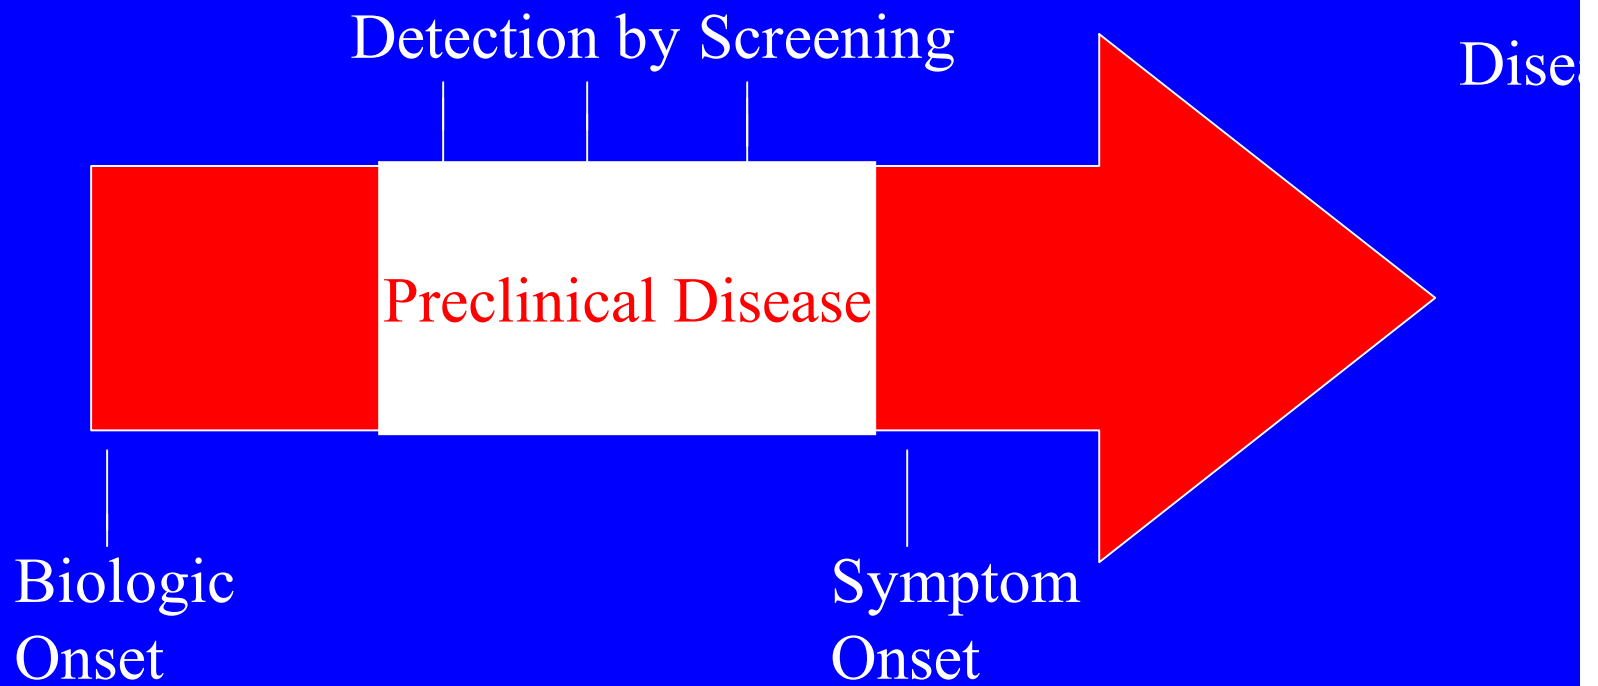 Detection by Screening
Preclinical Disease
Biologic
Onset
Symptom
Onset